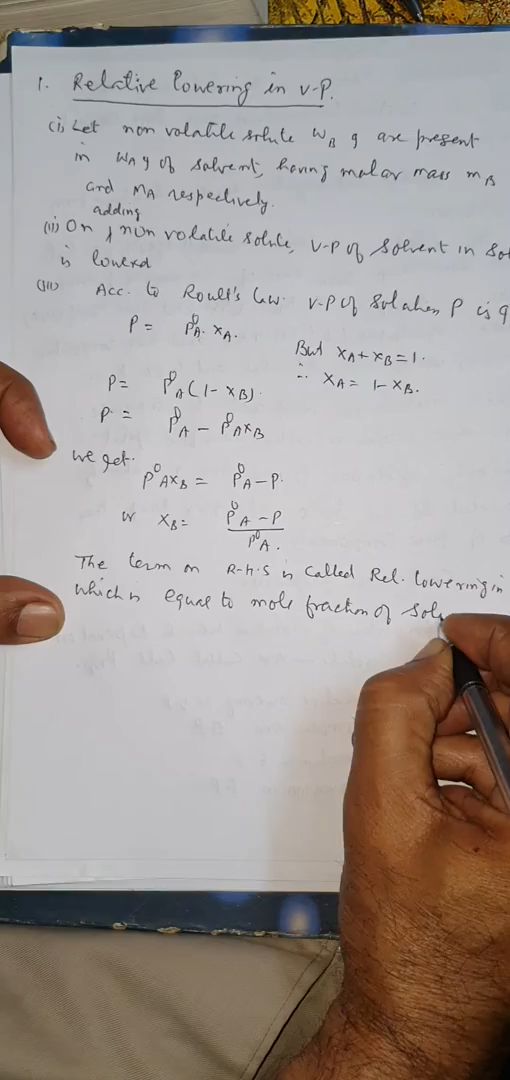 1. Relative lowering in V.P.
(i) Let non volatile solute WB g are present
in WA g of solvent, having molar mass mB
and MA respectively.
adding
(ii) On non volatile solute, V-P of solvent in Sol
is lowerd
(iii) Acc. to Roult's law. V-P of Solution P is g
P = P⁰A. xA.
But xA + xB = 1.
P = P⁰A (1- xB).
∴ xA = 1- xB.
P = P⁰A - P⁰AxB
we get.
P⁰AxB = P⁰A - P.
or xB = P⁰A - P / P⁰A.
The term on R-H-S is called Rel. lowering in
which is equal to mole fraction of Solu